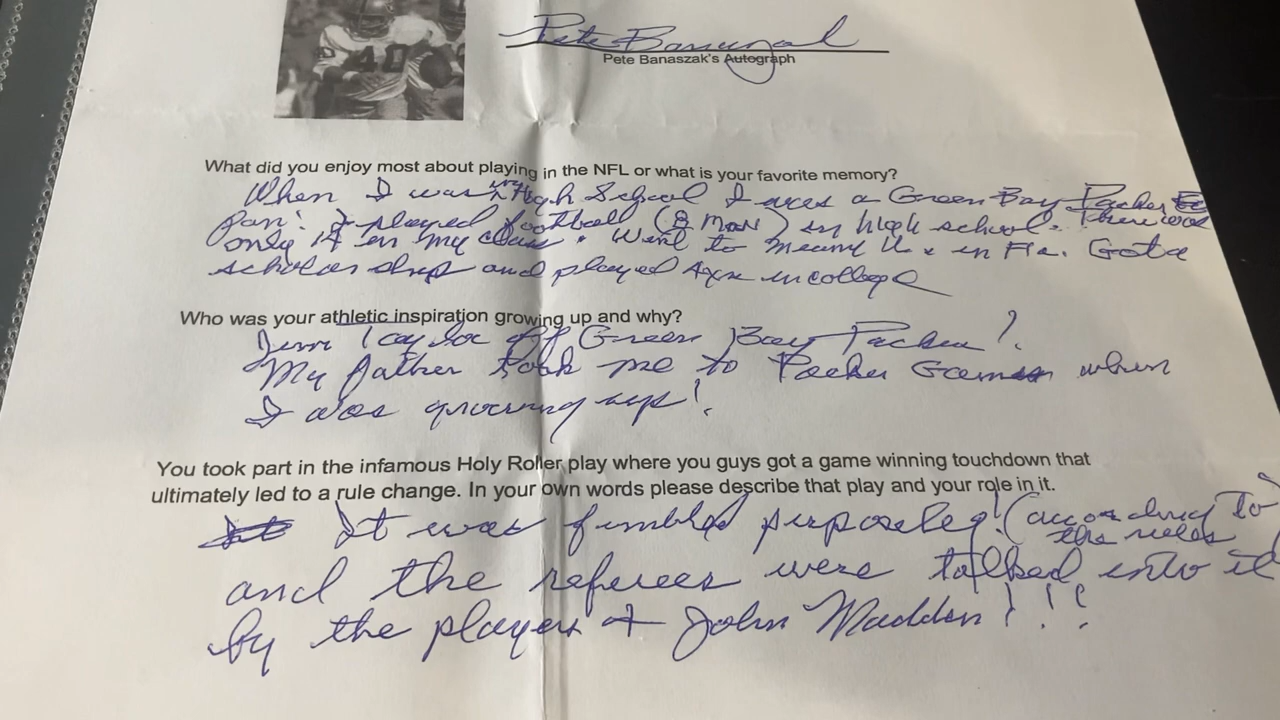 40
Pete Banaszak
Pete Banaszak's Autograph
What did you enjoy most about playing in the NFL or what is your favorite memory?
When I was in High School I was a Green Bay Packer
fan! I played football (8 man) in high school. There was
only in my class. Went to in Fla. Got a
scholarship and played 4 yrs in college
Who was your athletic inspiration growing up and why?
Jim Taylor of Green Bay Packers!
My father took me to Packer Games when
I was growing up!
You took part in the infamous Holy Roller play where you guys got a game winning touchdown that
ultimately led to a rule change. In your own words please describe that play and your role in it.
It was fumbled purposely! (according to
the rules
and the referees were talked into it
by the players + John Madden!!!